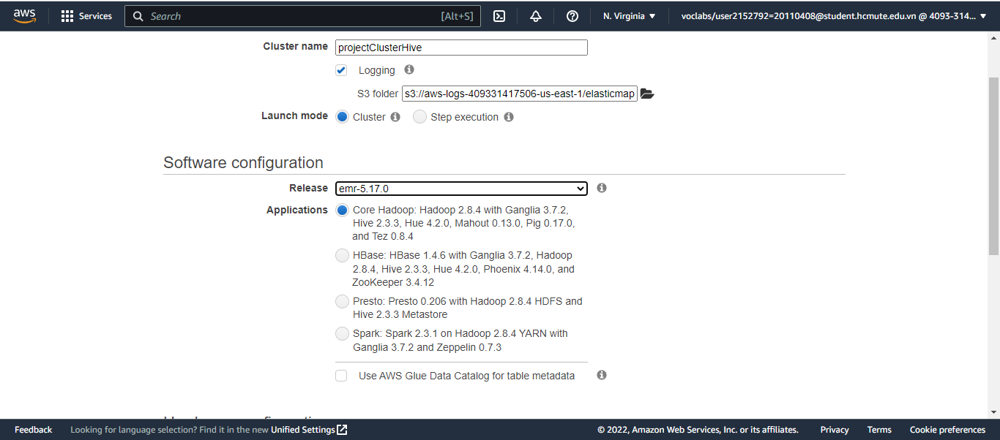 aws
Services
Search [Alt+S]
N. Virginia
voclabs/user2152792=20110408@student.hcmute.edu.vn @ 4093-314...
Cluster name projectClusterHive
Logging
S3 folder s3://aws-logs-409331417506-us-east-1/elasticmap
Launch mode Cluster Step execution
Software configuration
Release emr-5.17.0
Applications Core Hadoop: Hadoop 2.8.4 with Ganglia 3.7.2,
Hive 2.3.3, Hue 4.2.0, Mahout 0.13.0, Pig 0.17.0,
and Tez 0.8.4
HBase: HBase 1.4.6 with Ganglia 3.7.2, Hadoop
2.8.4, Hive 2.3.3, Hue 4.2.0, Phoenix 4.14.0, and
ZooKeeper 3.4.12
Presto: Presto 0.206 with Hadoop 2.8.4 HDFS and
Hive 2.3.3 Metastore
Spark: Spark 2.3.1 on Hadoop 2.8.4 YARN with
Ganglia 3.7.2 and Zeppelin 0.7.3
Use AWS Glue Data Catalog for table metadata
Feedback
Looking for language selection? Find it in the new Unified Settings
© 2022, Amazon Web Services, Inc. or its affiliates.
Privacy
Terms
Cookie preferences